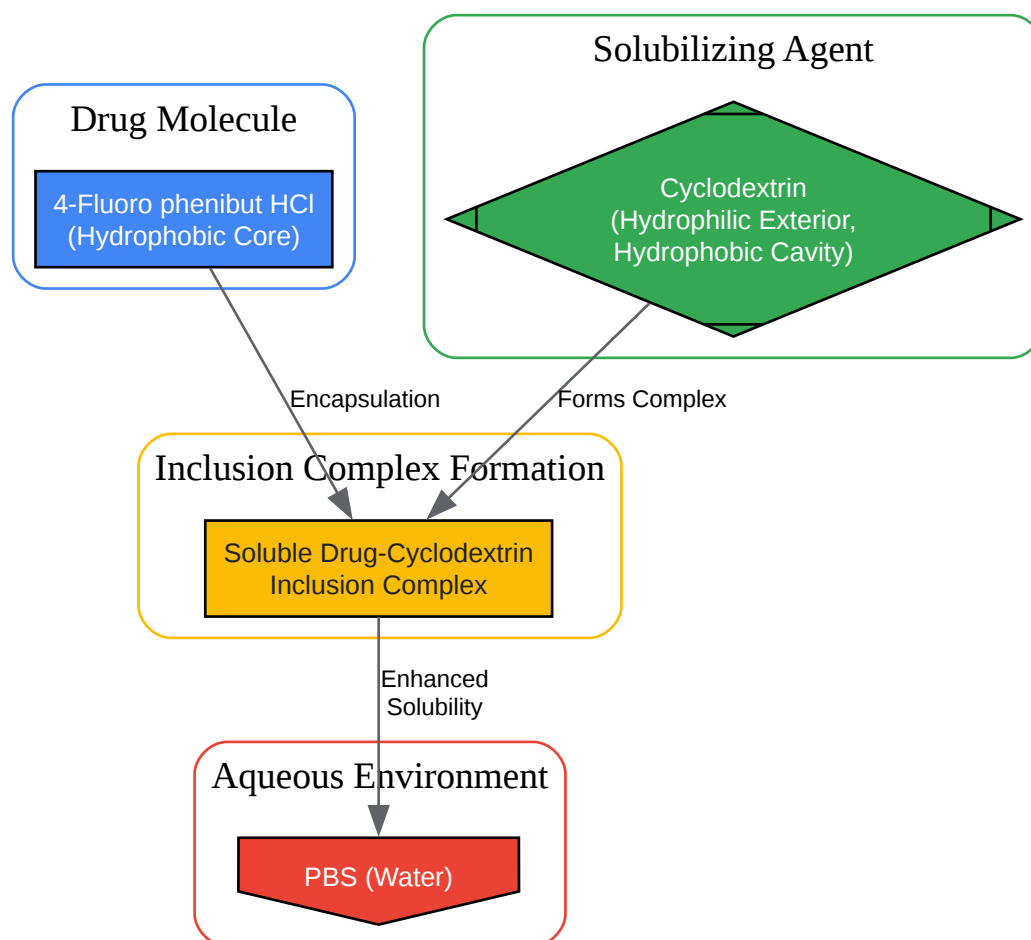 Solubilizing Agent
Drug Molecule
Cyclodextrin
(Hydrophilic Exterior,
Hydrophobic Cavity)
4-Fluoro phenibut HCl
(Hydrophobic Core)
Encapsulation
Forms Complex
Inclusion Complex Formation
Soluble Drug-Cyclodextrin
Inclusion Complex
Enhanced
Solubility
Aqueous Environment
PBS (Water)